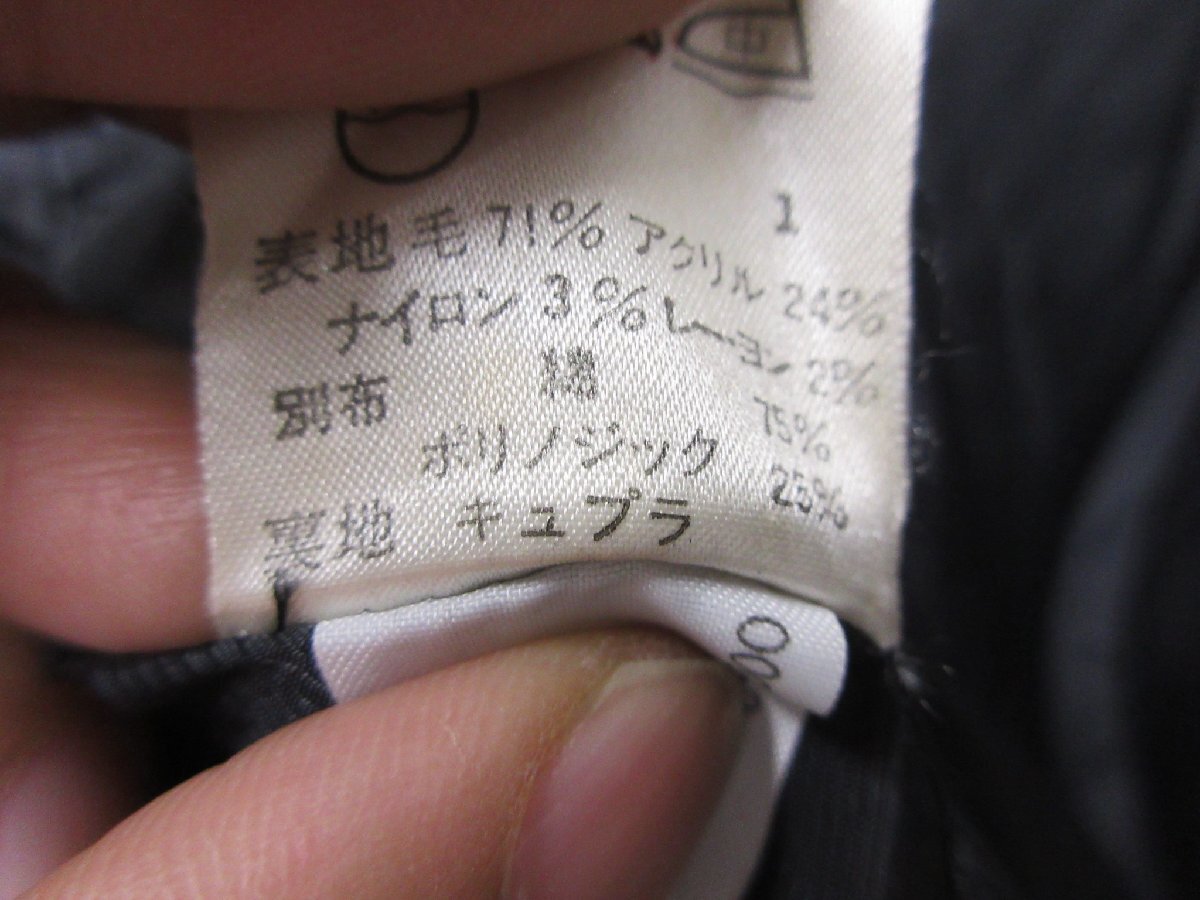 中
1
表地 毛 71% アクリル 24%
ナイロン 3% レーヨン 2%
別布 綿 75%
ポリノジック 25%
裏地 キュプラ